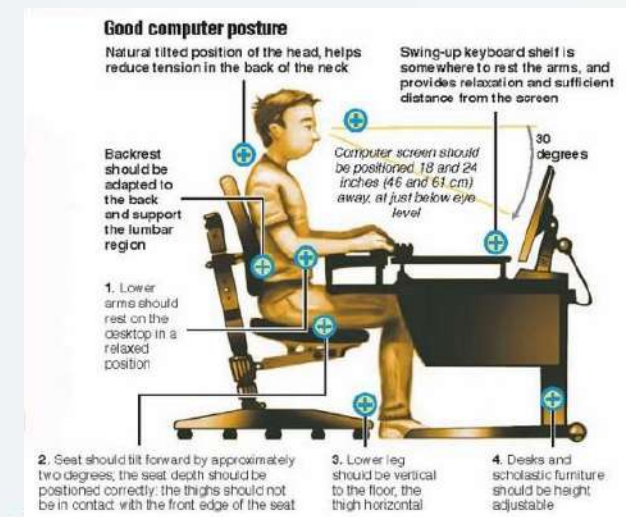 Good computer posture
Natural tilted position of the head, helps
reduce tension in the back of the neck
Swing-up keyboard shelf is
somewhere to rest the arms, and
provides relaxation and sufficient
distance from the screen
30
degrees
Computer screen should
be positioned 18 and 24
inches (46 and 61 cm)
away, at just below eye
level
Backrest
should be
adapted to
the back
and support
the lumbar
region
1. Lower
arms should
rest on the
desktop in a
relaxed
position
2. Seat should tilt forward by approximately
two degrees; the seat depth should be
positioned correctly: the thighs should not
be in contact with the front edge of the seat
3. Lower leg
should be vertical
to the floor, the
thigh horizontal
4. Desks and
scholastic furniture
should be height
adjustable